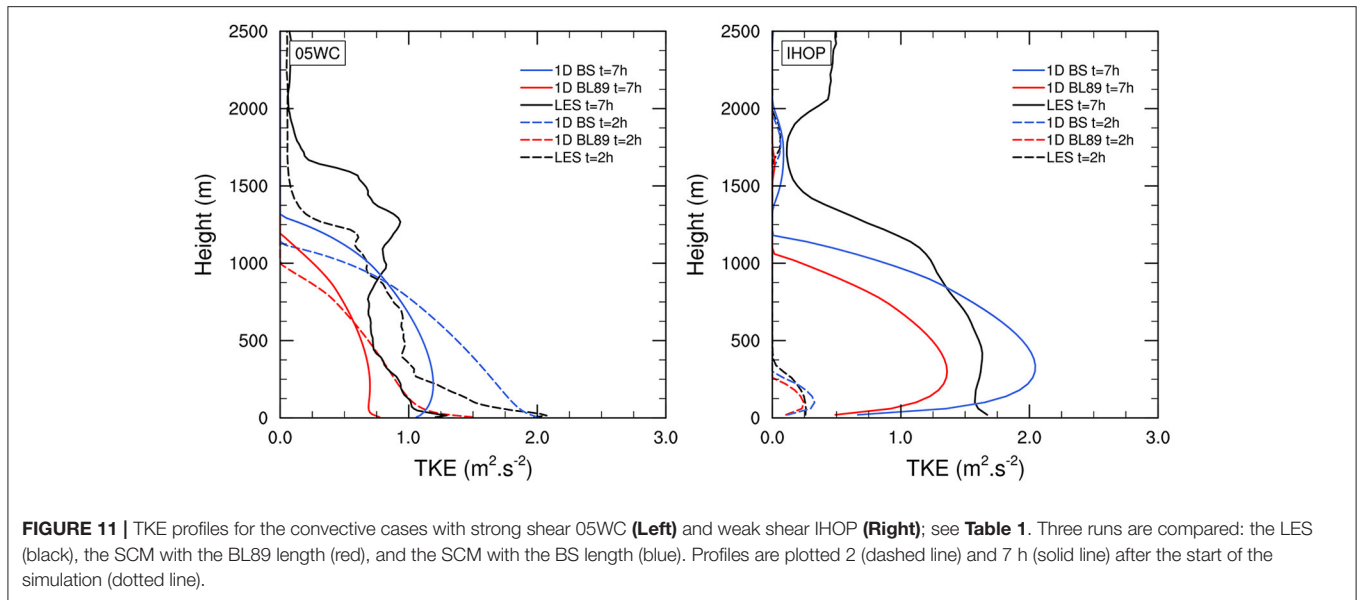 2500
2000
1500
1000
500
0
Height (m)
05WC
1D BS t=7h
1D BL89 t=7h
LES t=7h
1D BS t=2h
1D BL89 t=2h
LES t=2h
0.0 1.0 2.0 3.0
TKE (m².s⁻²)
2500
2000
1500
1000
500
0
Height (m)
IHOP
1D BS t=7h
1D BL89 t=7h
LES t=7h
1D BS t=2h
1D BL89 t=2h
LES t=2h
0.0 1.0 2.0 3.0
TKE (m².s⁻²)
FIGURE 11 | TKE profiles for the convective cases with strong shear 05WC (Left) and weak shear IHOP (Right); see Table 1. Three runs are compared: the LES
(black), the SCM with the BL89 length (red), and the SCM with the BS length (blue). Profiles are plotted 2 (dashed line) and 7 h (solid line) after the start of the
simulation (dotted line).